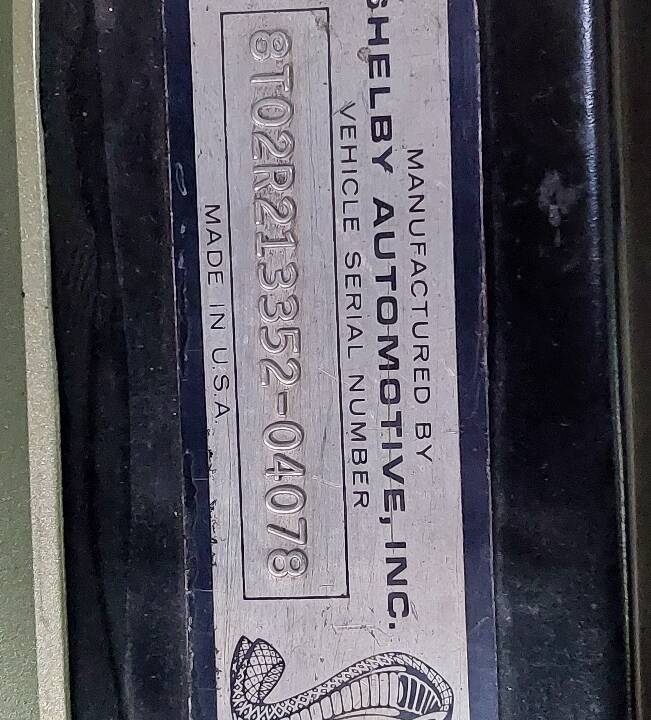 MANUFACTURED BY
SHELBY AUTOMOTIVE, INC.
VEHICLE SERIAL NUMBER
8T02R213352-04078
MADE IN U.S.A.